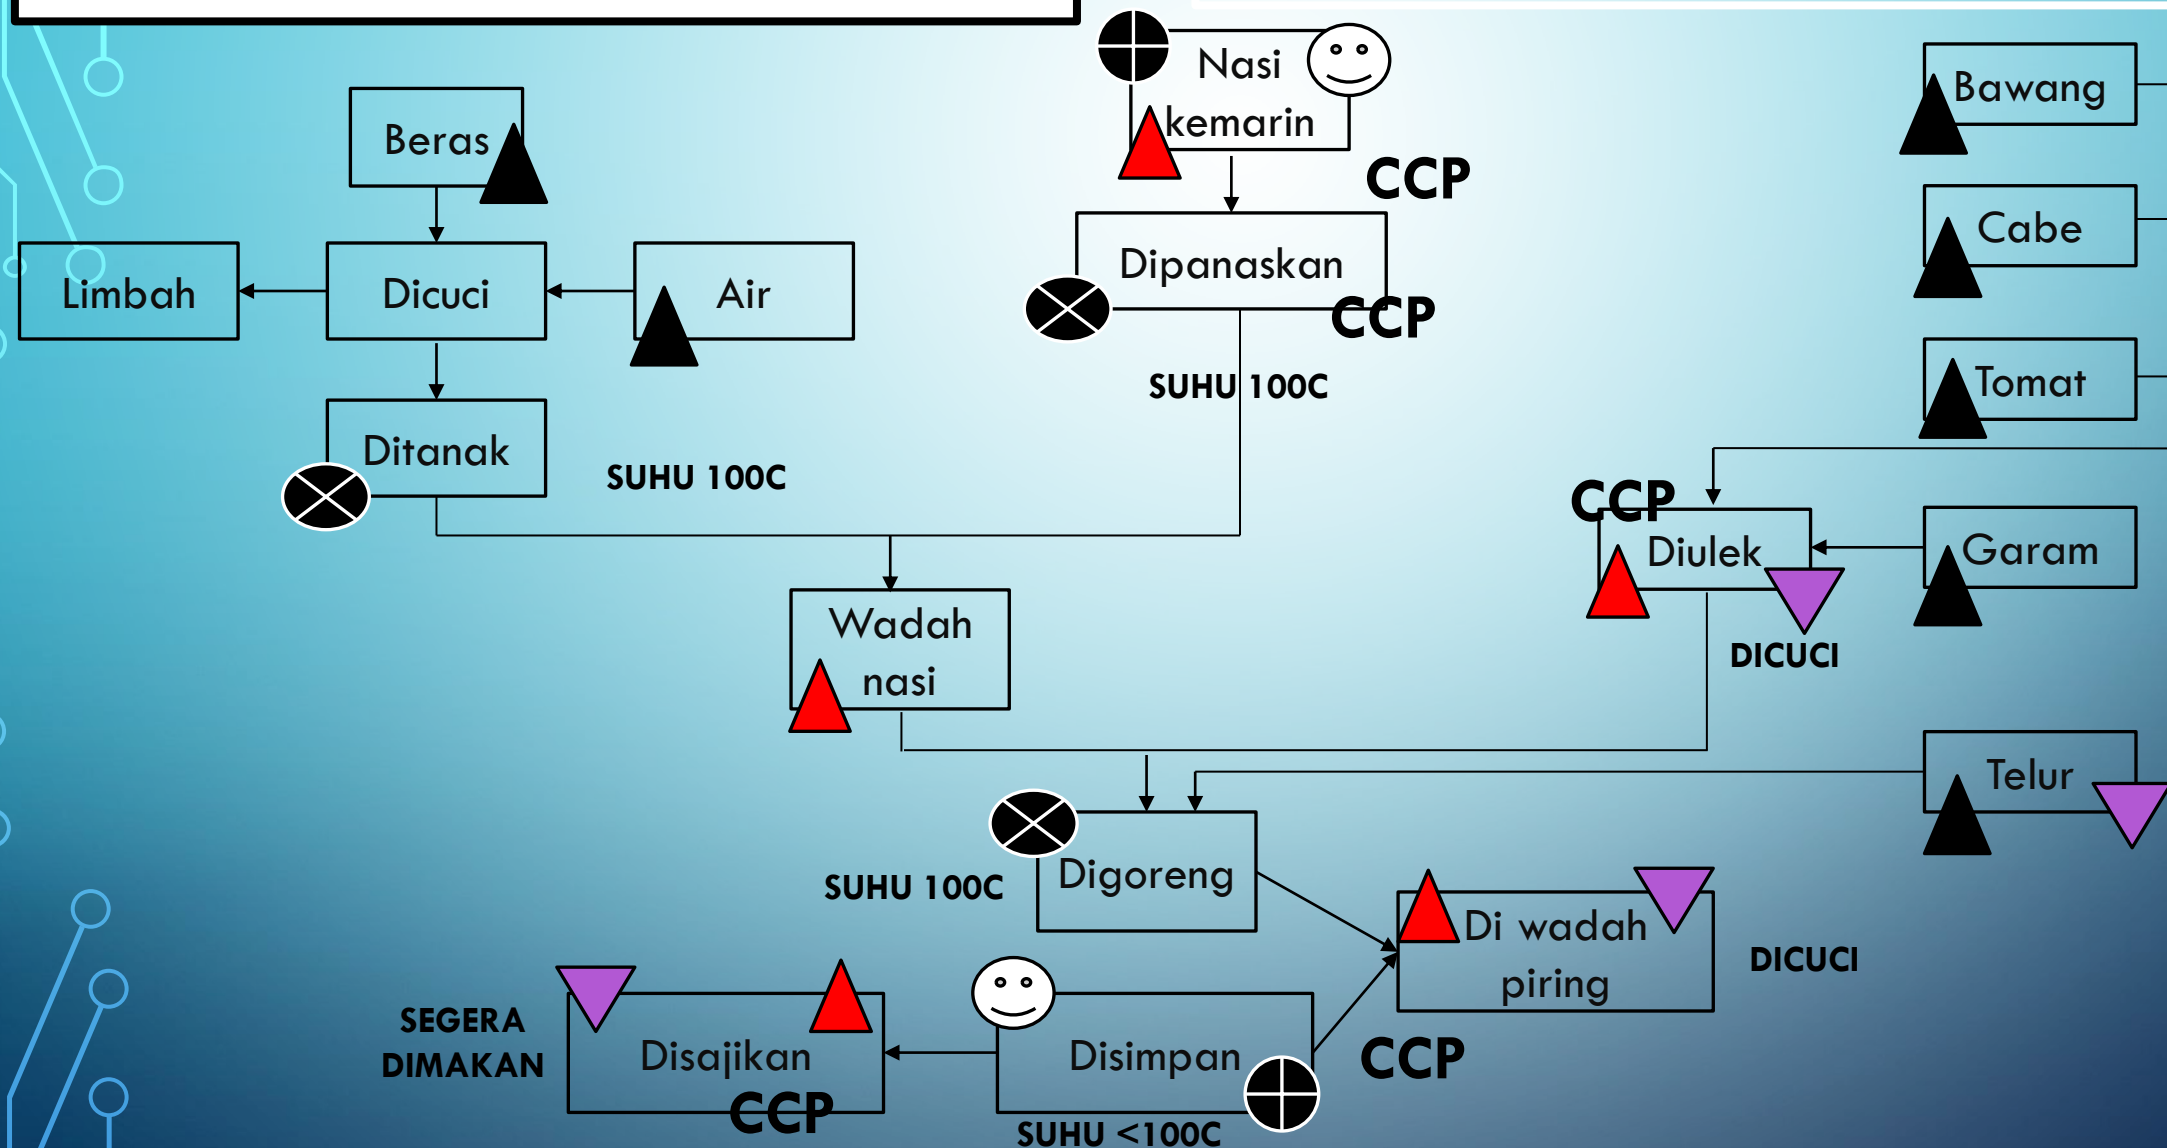 Nasi
kemarin
Bawang
Beras
CCP
Cabe
Limbah
Dicuci
Air
Dipanaskan
CCP
SUHU 100C
Tomat
Ditanak
SUHU 100C
CCP
Diulek
Garam
Wadah
nasi
DICUCI
Telur
SUHU 100C
Digoreng
Di wadah
piring
DICUCI
SEGERA
DIMAKAN
Disajikan
CCP
Disimpan
CCP
SUHU <100C